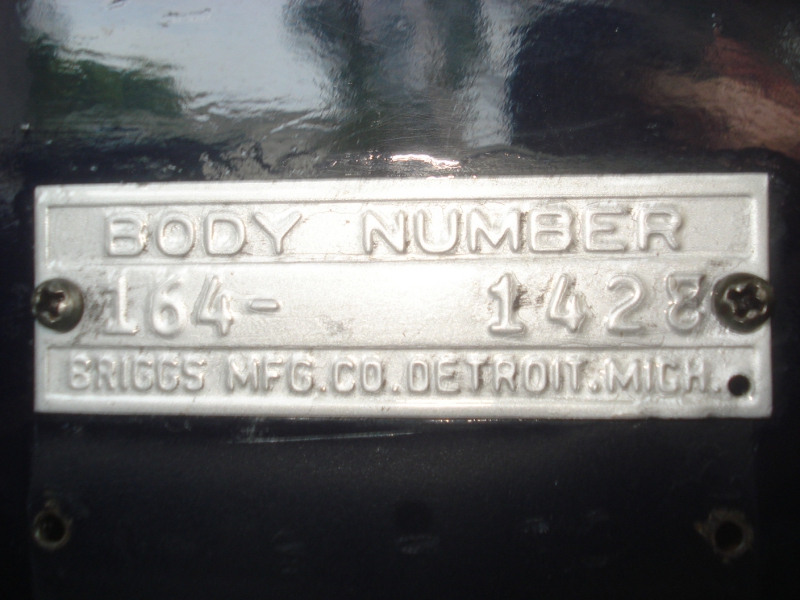 BODY NUMBER
164- 1428
BRIGGS MFG.CO.DETROIT.MICH.